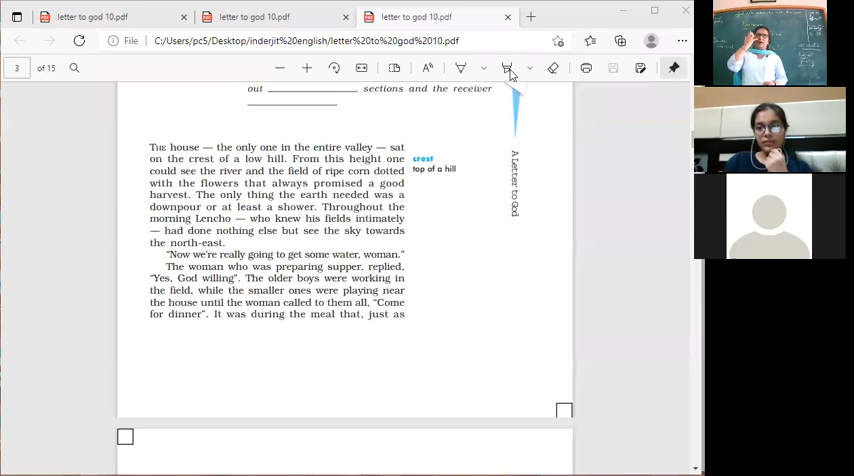 letter to god 10.pdf
letter to god 10.pdf
letter to god 10.pdf
File
C:/Users/pc5/Desktop/inderjit%20english/letter%20to%20god%2010.pdf
3 of 15
out ____________ sections and the receiver
____________
THE house — the only one in the entire valley — sat
on the crest of a low hill. From this height one
could see the river and the field of ripe corn dotted
with the flowers that always promised a good
harvest. The only thing the earth needed was a
downpour or at least a shower. Throughout the
morning Lencho — who knew his fields intimately
— had done nothing else but see the sky towards
the north-east.
“Now we're really going to get some water, woman.”
The woman who was preparing supper, replied,
“Yes, God willing”. The older boys were working in
the field, while the smaller ones were playing near
the house until the woman called to them all, “Come
for dinner”. It was during the meal that, just as
crest
top of a hill
A Letter to God